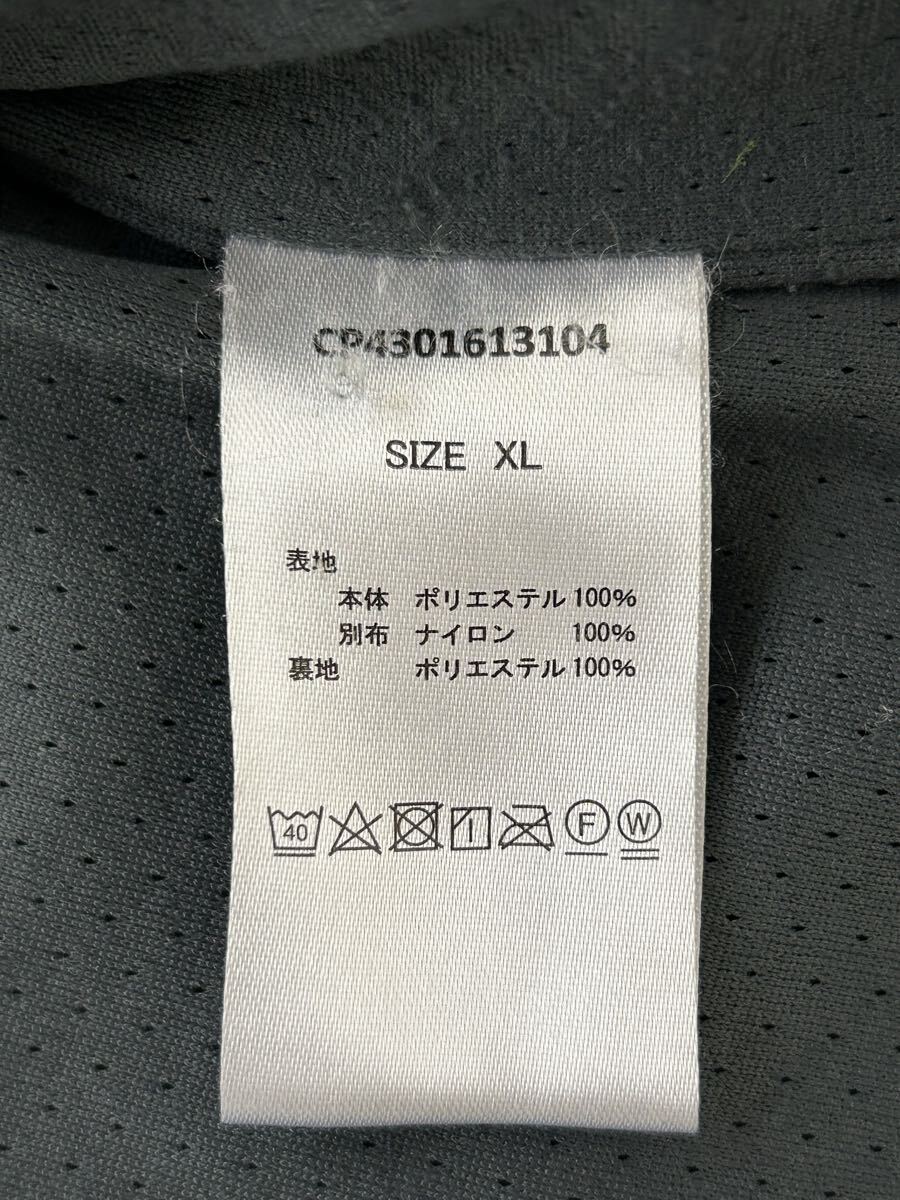 CP4301613104
SIZE XL
表地
本体 ポリエステル 100%
別布 ナイロン 100%
裏地 ポリエステル 100%
40 F W